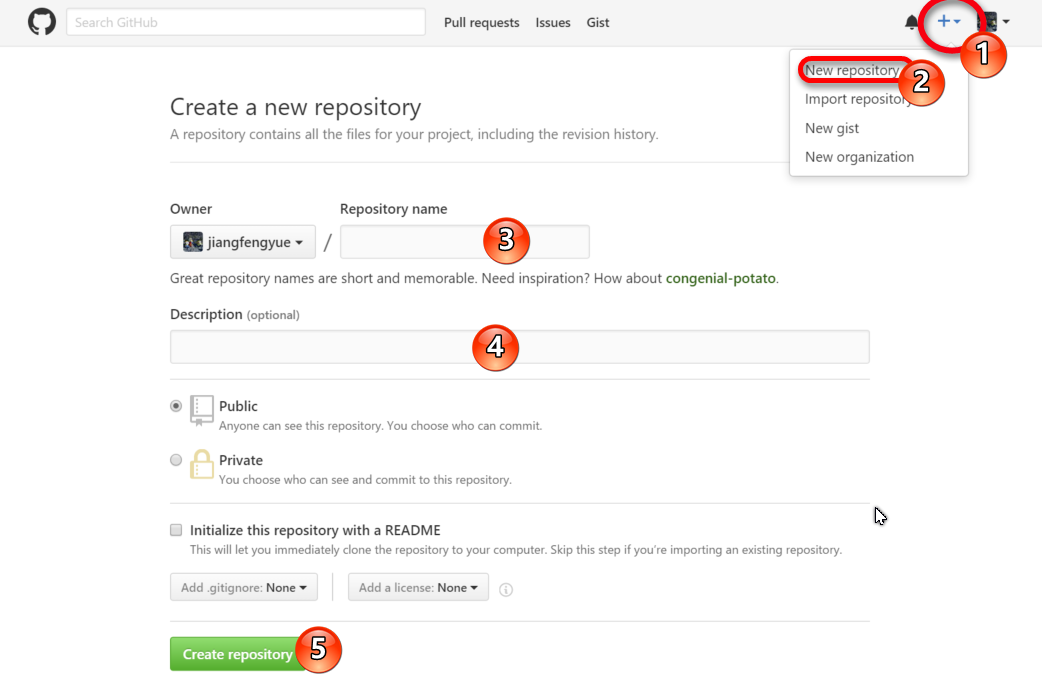 Search GitHub
Pull requests Issues Gist
1
New repository
2
Import repository
New gist
New organization
Create a new repository
A repository contains all the files for your project, including the revision history.
Owner Repository name
jiangfengyue / 3
Great repository names are short and memorable. Need inspiration? How about congenial-potato.
Description (optional)
4
Public
Anyone can see this repository. You choose who can commit.
Private
You choose who can see and commit to this repository.
Initialize this repository with a README
This will let you immediately clone the repository to your computer. Skip this step if you're importing an existing repository.
Add .gitignore: None Add a license: None
Create repository 5